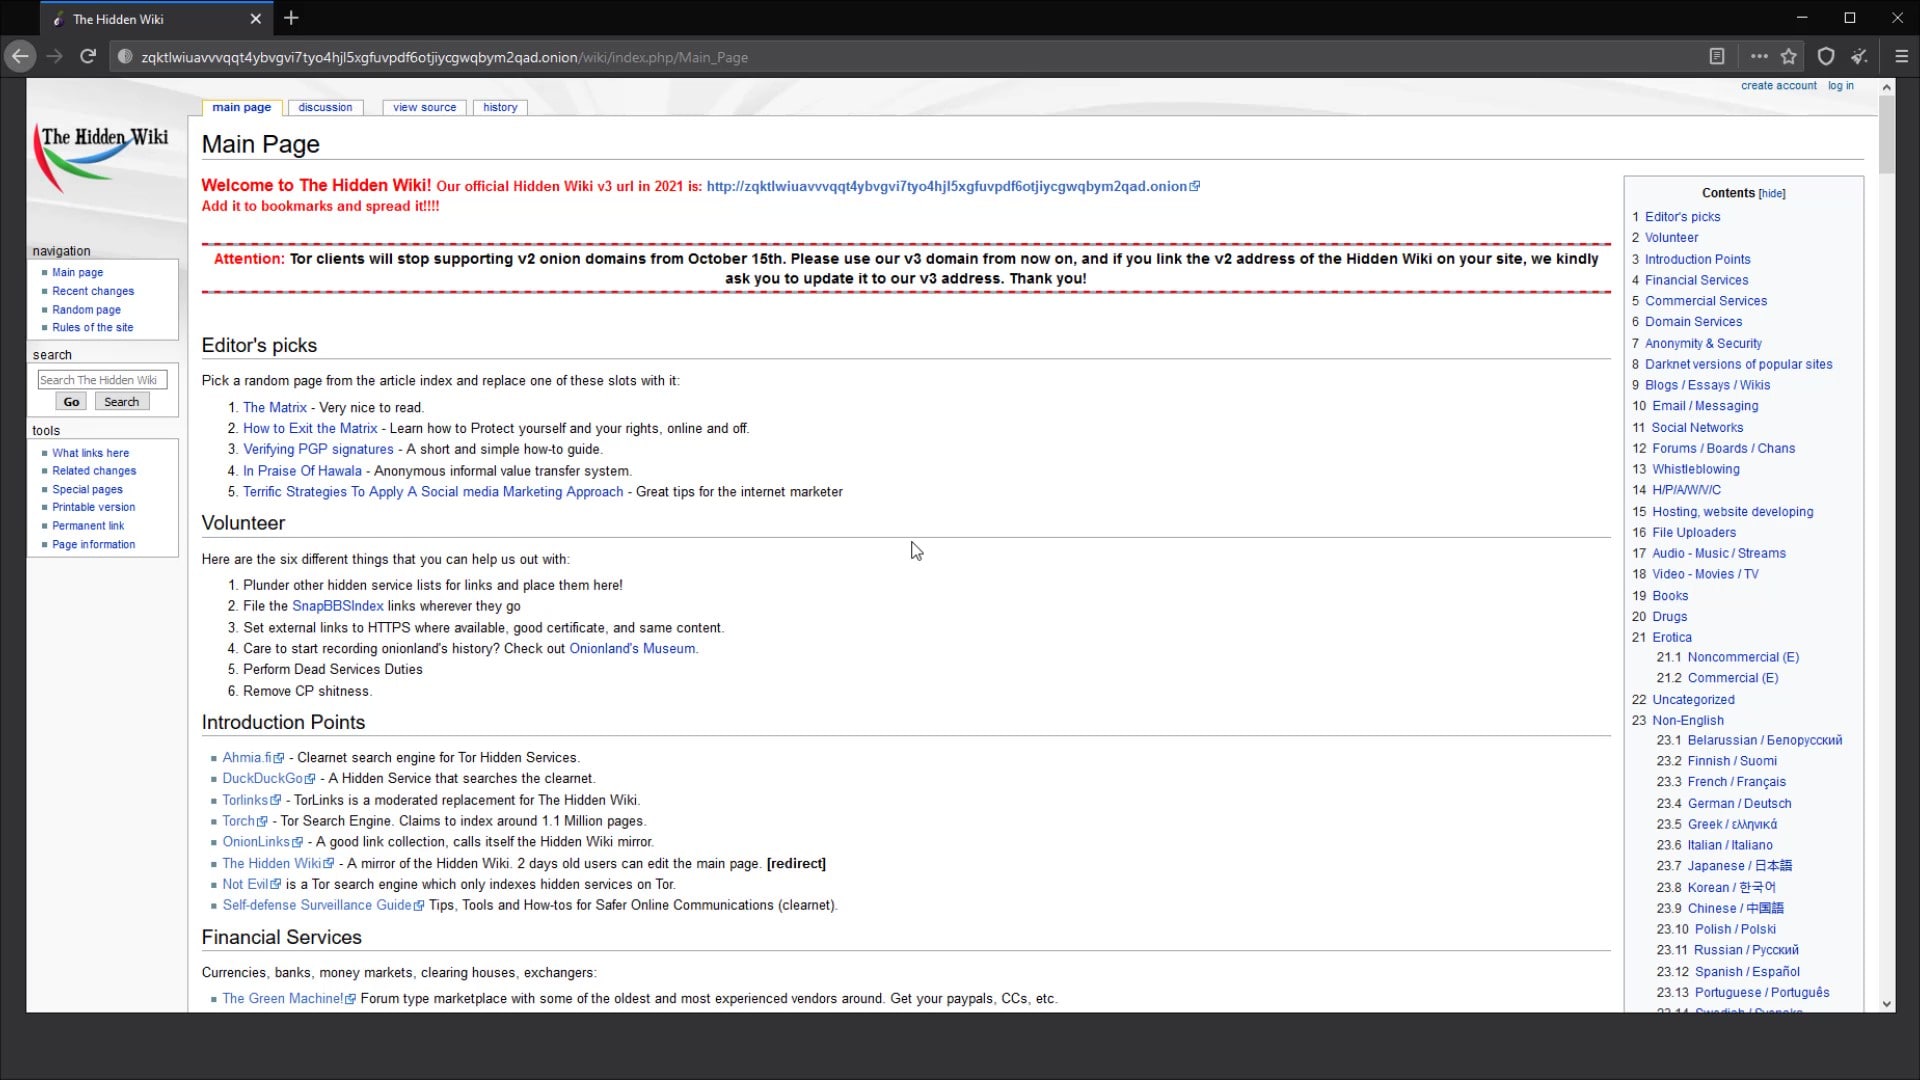 The Hidden Wiki
zqktlwiuavvvqqt4ybvgvi7tyo4hjl5xgfuvpdf6otjiycgwqbym2qad.onion/wiki/index.php/Main_Page
create account log in
main page discussion view source history
The Hidden Wiki
Main Page
Welcome to The Hidden Wiki! Our official Hidden Wiki v3 url in 2021 is: http://zqktlwiuavvvqqt4ybvgvi7tyo4hjl5xgfuvpdf6otjiycgwqbym2qad.onion
Add it to bookmarks and spread it!!!!
Attention: Tor clients will stop supporting v2 onion domains from October 15th. Please use our v3 domain from now on, and if you link the v2 address of the Hidden Wiki on your site, we kindly
ask you to update it to our v3 address. Thank you!
navigation
Main page
Recent changes
Random page
Rules of the site
search
Search The Hidden Wiki
Go Search
tools
What links here
Related changes
Special pages
Printable version
Permanent link
Page information
Editor's picks
Pick a random page from the article index and replace one of these slots with it:
1. The Matrix - Very nice to read.
2. How to Exit the Matrix - Learn how to Protect yourself and your rights, online and off.
3. Verifying PGP signatures - A short and simple how-to guide.
4. In Praise Of Hawala - Anonymous informal value transfer system.
5. Terrific Strategies To Apply A Social media Marketing Approach - Great tips for the internet marketer
Volunteer
Here are the six different things that you can help us out with:
1. Plunder other hidden service lists for links and place them here!
2. File the SnapBBSIndex links wherever they go
3. Set external links to HTTPS where available, good certificate, and same content.
4. Care to start recording onionland's history? Check out Onionland's Museum.
5. Perform Dead Services Duties
6. Remove CP shitness.
Introduction Points
Ahmia.fi - Clearnet search engine for Tor Hidden Services.
DuckDuckGo - A Hidden Service that searches the clearnet.
Torlinks - TorLinks is a moderated replacement for The Hidden Wiki.
Torch - Tor Search Engine. Claims to index around 1.1 Million pages.
OnionLinks - A good link collection, calls itself the Hidden Wiki mirror.
The Hidden Wiki - A mirror of the Hidden Wiki. 2 days old users can edit the main page. [redirect]
Not Evil is a Tor search engine which only indexes hidden services on Tor.
Self-defense Surveillance Guide Tips, Tools and How-tos for Safer Online Communications (clearnet).
Financial Services
Currencies, banks, money markets, clearing houses, exchangers:
The Green Machine! Forum type marketplace with some of the oldest and most experienced vendors around. Get your paypals, CCs, etc.
Contents [hide]
1 Editor's picks
2 Volunteer
3 Introduction Points
4 Financial Services
5 Commercial Services
6 Domain Services
7 Anonymity & Security
8 Darknet versions of popular sites
9 Blogs / Essays / Wikis
10 Email / Messaging
11 Social Networks
12 Forums / Boards / Chans
13 Whistleblowing
14 H/P/A/W/V/C
15 Hosting, website developing
16 File Uploaders
17 Audio - Music / Streams
18 Video - Movies / TV
19 Books
20 Drugs
21 Erotica
21.1 Noncommercial (E)
21.2 Commercial (E)
22 Uncategorized
23 Non-English
23.1 Belarussian / Белорусский
23.2 Finnish / Suomi
23.3 French / Français
23.4 German / Deutsch
23.5 Greek / ελληνικά
23.6 Italian / Italiano
23.7 Japanese / 日本語
23.8 Korean / 한국어
23.9 Chinese / 中国語
23.10 Polish / Polski
23.11 Russian / Русский
23.12 Spanish / Español
23.13 Portuguese / Português